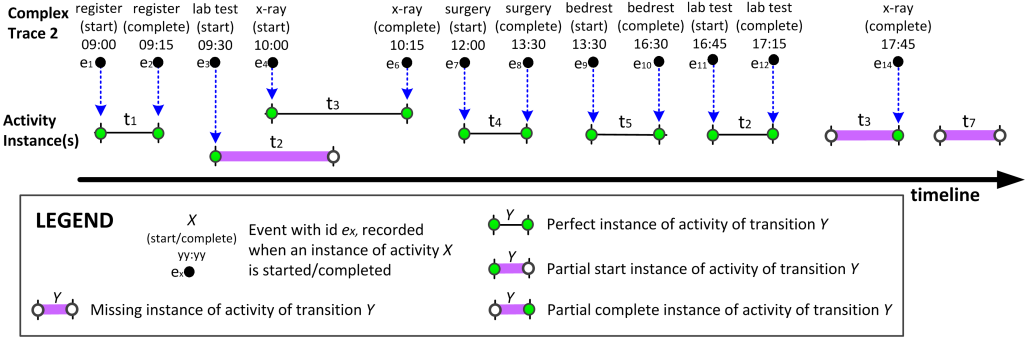 Complex Trace 2
register (start) 09:00 e1
register (complete) 09:15 e2
lab test (start) 09:30 e3
x-ray (start) 10:00 e4
x-ray (complete) 10:15 e6
surgery (start) 12:00 e7
surgery (complete) 13:30 e8
bedrest (start) 13:30 e9
bedrest (complete) 16:30 e10
lab test (start) 16:45 e11
lab test (complete) 17:15 e12
x-ray (complete) 17:45 e14
Activity Instance(s)
t1
t2
t3
t4
t5
t2
t3
t7
timeline
LEGEND
X
(start/complete)
yy:yy
ex
Event with id ex, recorded
when an instance of activity X
is started/completed
Y
Missing instance of activity of transition Y
Y
Perfect instance of activity of transition Y
Y
Partial start instance of activity of transition Y
Y
Partial complete instance of activity of transition Y